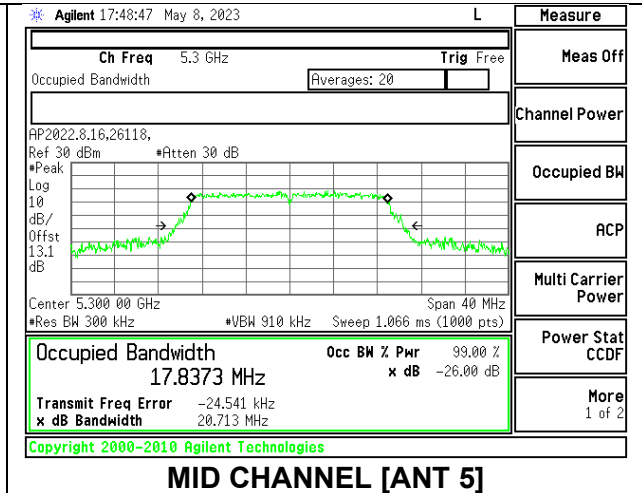 Agilent 17:48:47 May 8, 2023 L Measure
Ch Freq 5.3 GHz Trig Free
Meas Off
Occupied Bandwidth Averages: 20
Channel Power
AP2022.8.16,26118,
Ref 30 dBm #Atten 30 dB
#Peak
Log
10
dB/
Offst
13.1
dB
Occupied BW
ACP
Multi Carrier
Power
Center 5.300 00 GHz Span 40 MHz
#Res BW 300 kHz #VBW 910 kHz Sweep 1.066 ms (1000 pts)
Power Stat
CCDF
Occupied Bandwidth Occ BW % Pwr 99.00 %
17.8373 MHz x dB -26.00 dB
Transmit Freq Error -24.541 kHz
x dB Bandwidth 20.713 MHz
More
1 of 2
Copyright 2000-2010 Agilent Technologies
MID CHANNEL [ANT 5]